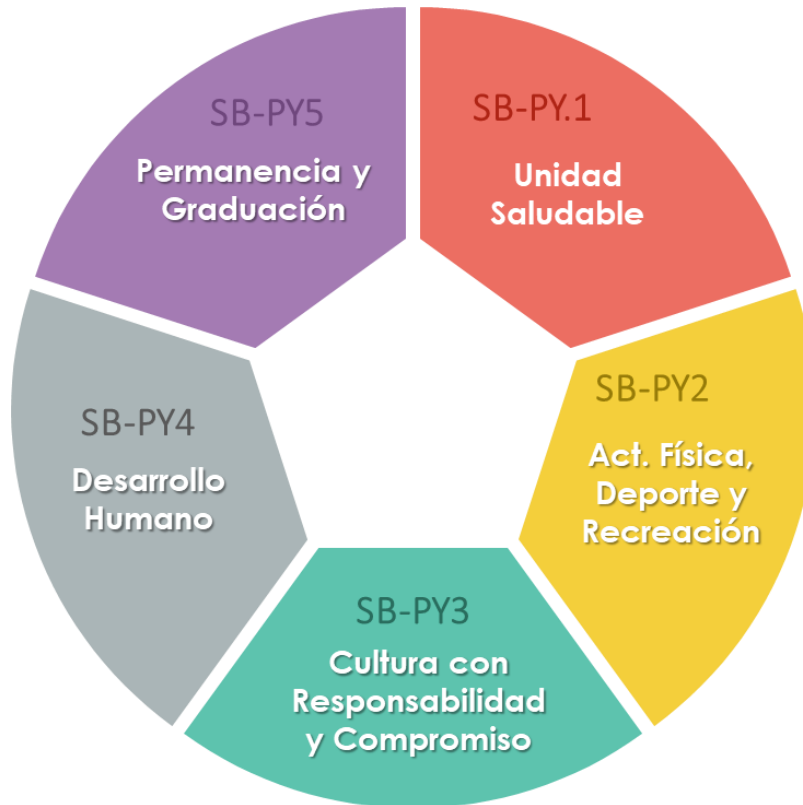 SB-PY5
Permanencia y
Graduación
SB-PY.1
Unidad
Saludable
SB-PY2
Act. Física,
Deporte y
Recreación
SB-PY4
Desarrollo
Humano
SB-PY3
Cultura con
Responsabilidad
y Compromiso